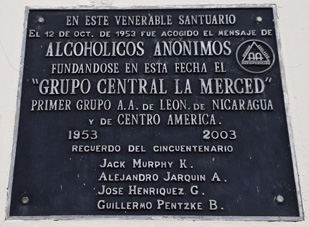 EN ESTE VENERABLE SANTUARIO
EL 12 DE OCT. DE 1953 FUE ACOGIDO EL MENSAJE DE
ALCOHOLICOS ANONIMOS
AA
FUNDANDOSE EN ESTA FECHA EL
"GRUPO CENTRAL LA MERCED"
PRIMER GRUPO A.A. DE LEON. DE NICARAGUA
Y DE CENTRO AMERICA.
1953 2003
RECUERDO DEL CINCUENTENARIO
JACK MURPHY K.
ALEJANDRO JARQUIN A.
JOSE HENRIQUEZ G.
GUILLERMO PENTZKE B.